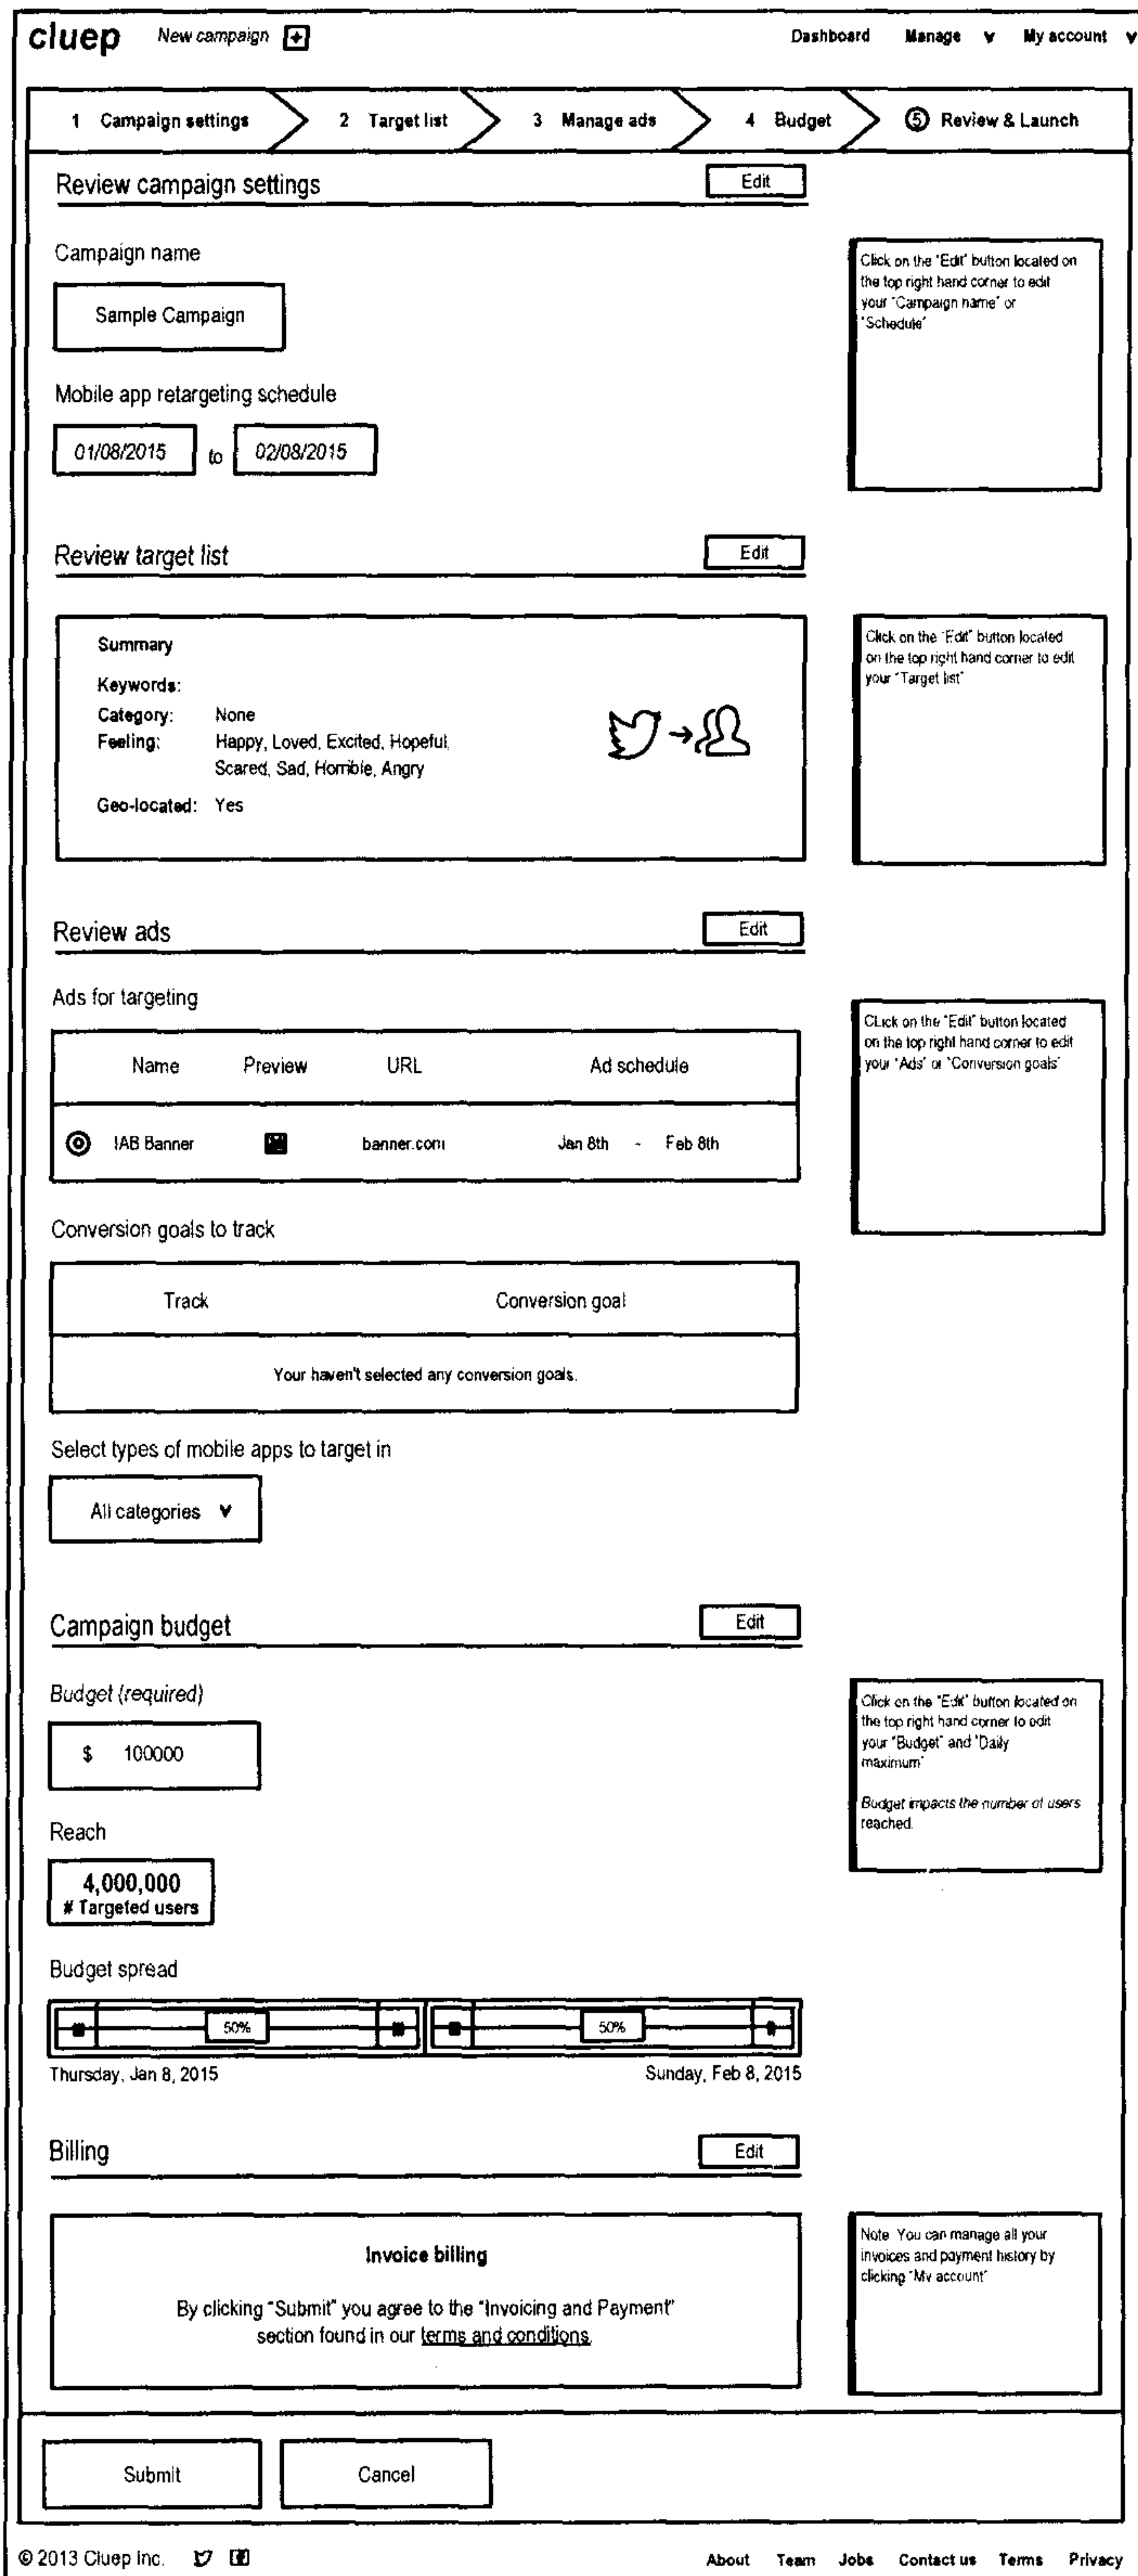 cluep New campaign + Dashboard Manage v My account v
1 Campaign settings 2 Target list 3 Manage ads 4 Budget 5 Review & Launch
Review campaign settings Edit
Campaign name
Sample Campaign
Click on the "Edit" button located on
the top right hand corner to edit
your "Campaign name" or
"Schedule"
Mobile app retargeting schedule
01/08/2015 to 02/08/2015
Review target list Edit
Summary
Keywords:
Category: None
Feeling: Happy, Loved, Excited, Hopeful,
Scared, Sad, Horrible, Angry
Geo-located: Yes
Click on the "Edit" button located
on the top right hand corner to edit
your "Target list"
Review ads Edit
Ads for targeting
Name Preview URL Ad schedule
IAB Banner banner.com Jan 8th - Feb 8th
CLick on the "Edit" button located
on the top right hand corner to edit
your "Ads" or "Conversion goals"
Conversion goals to track
Track Conversion goal
Your haven't selected any conversion goals.
Select types of mobile apps to target in
All categories v
Campaign budget Edit
Budget (required)
$ 100000
Click on the "Edit" button located on
the top right hand corner to edit
your "Budget" and "Daily
maximum"
Budget impacts the number of users
reached.
Reach
4,000,000
# Targeted users
Budget spread
50% 50%
Thursday, Jan 8, 2015 Sunday, Feb 8, 2015
Billing Edit
Invoice billing
By clicking "Submit" you agree to the "Invoicing and Payment"
section found in our terms and conditions.
Note: You can manage all your
invoices and payment history by
clicking "My account"
Submit Cancel
© 2013 Cluep Inc. About Team Jobs Contact us Terms Privacy